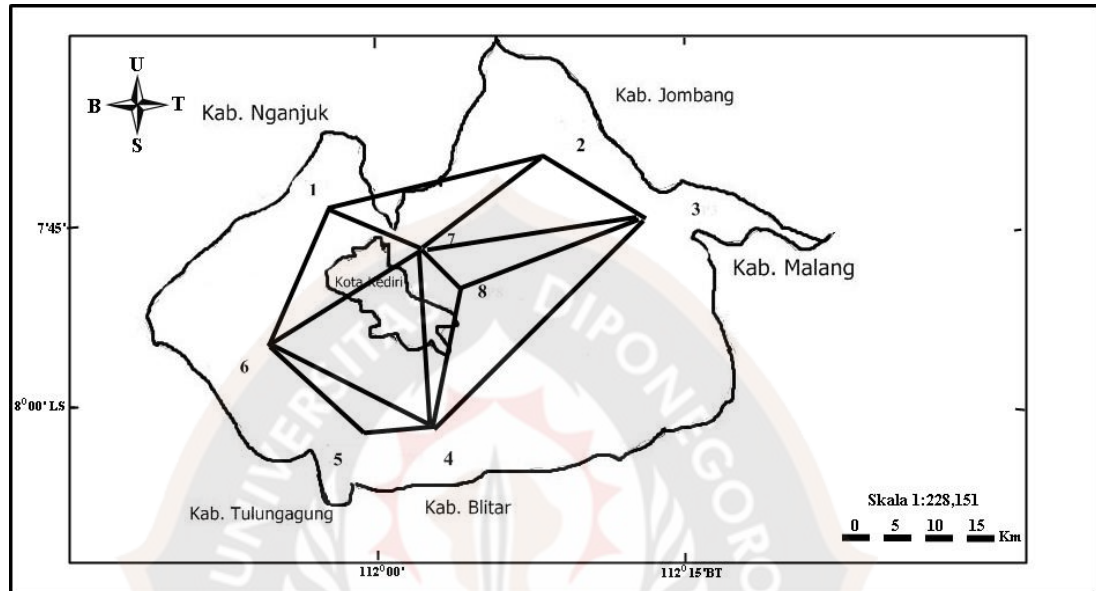 U
B T
S
Kab. Nganjuk
Kab. Jombang
2
1
3
7°45'
7
Kab. Malang
Kota Kediri
8
6
8°00' LS
5
4
Kab. Tulungagung
Kab. Blitar
Skala 1:228,151
0 5 10 15
Km
112°00'
112°15'BT
UNIVERSITA
DIPONEGORO